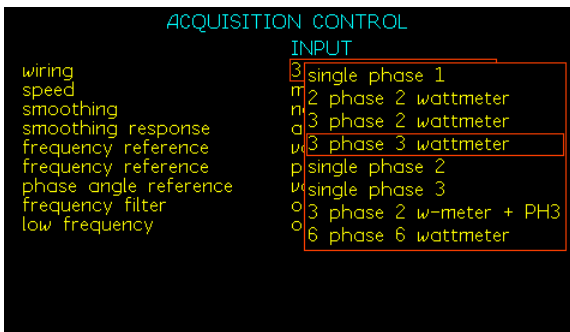 ACQUISITION CONTROL
INPUT
wiring 3
speed
smoothing
smoothing response
frequency reference
frequency reference
phase angle reference
frequency filter
low frequency
single phase 1
2 phase 2 wattmeter
3 phase 2 wattmeter
3 phase 3 wattmeter
single phase 2
single phase 3
3 phase 2 w-meter + PH3
6 phase 6 wattmeter